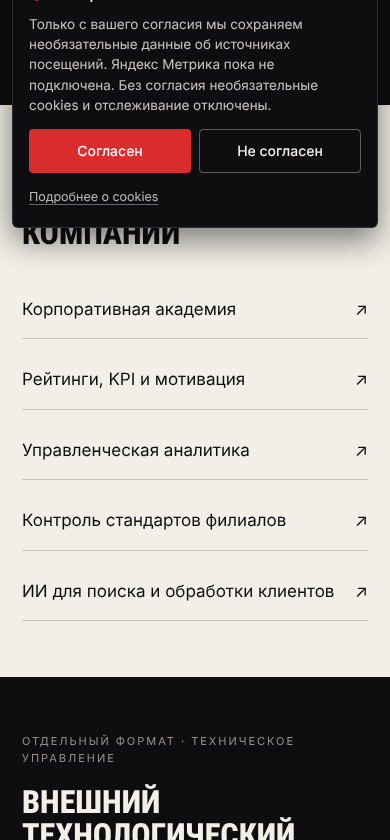 Только с вашего согласия мы сохраняем
необязательные данные об источниках
посещений. Яндекс Метрика пока не
подключена. Без согласия необязательные
cookies и отслеживание отключены.
Согласен
Не согласен
Подробнее о cookies
КОМПАНИИ
Корпоративная академия
Рейтинги, KPI и мотивация
Управленческая аналитика
Контроль стандартов филиалов
ИИ для поиска и обработки клиентов
ОТДЕЛЬНЫЙ ФОРМАТ · ТЕХНИЧЕСКОЕ
УПРАВЛЕНИЕ
ВНЕШНИЙ
ТЕХНОЛОГИЧЕСКИЙ